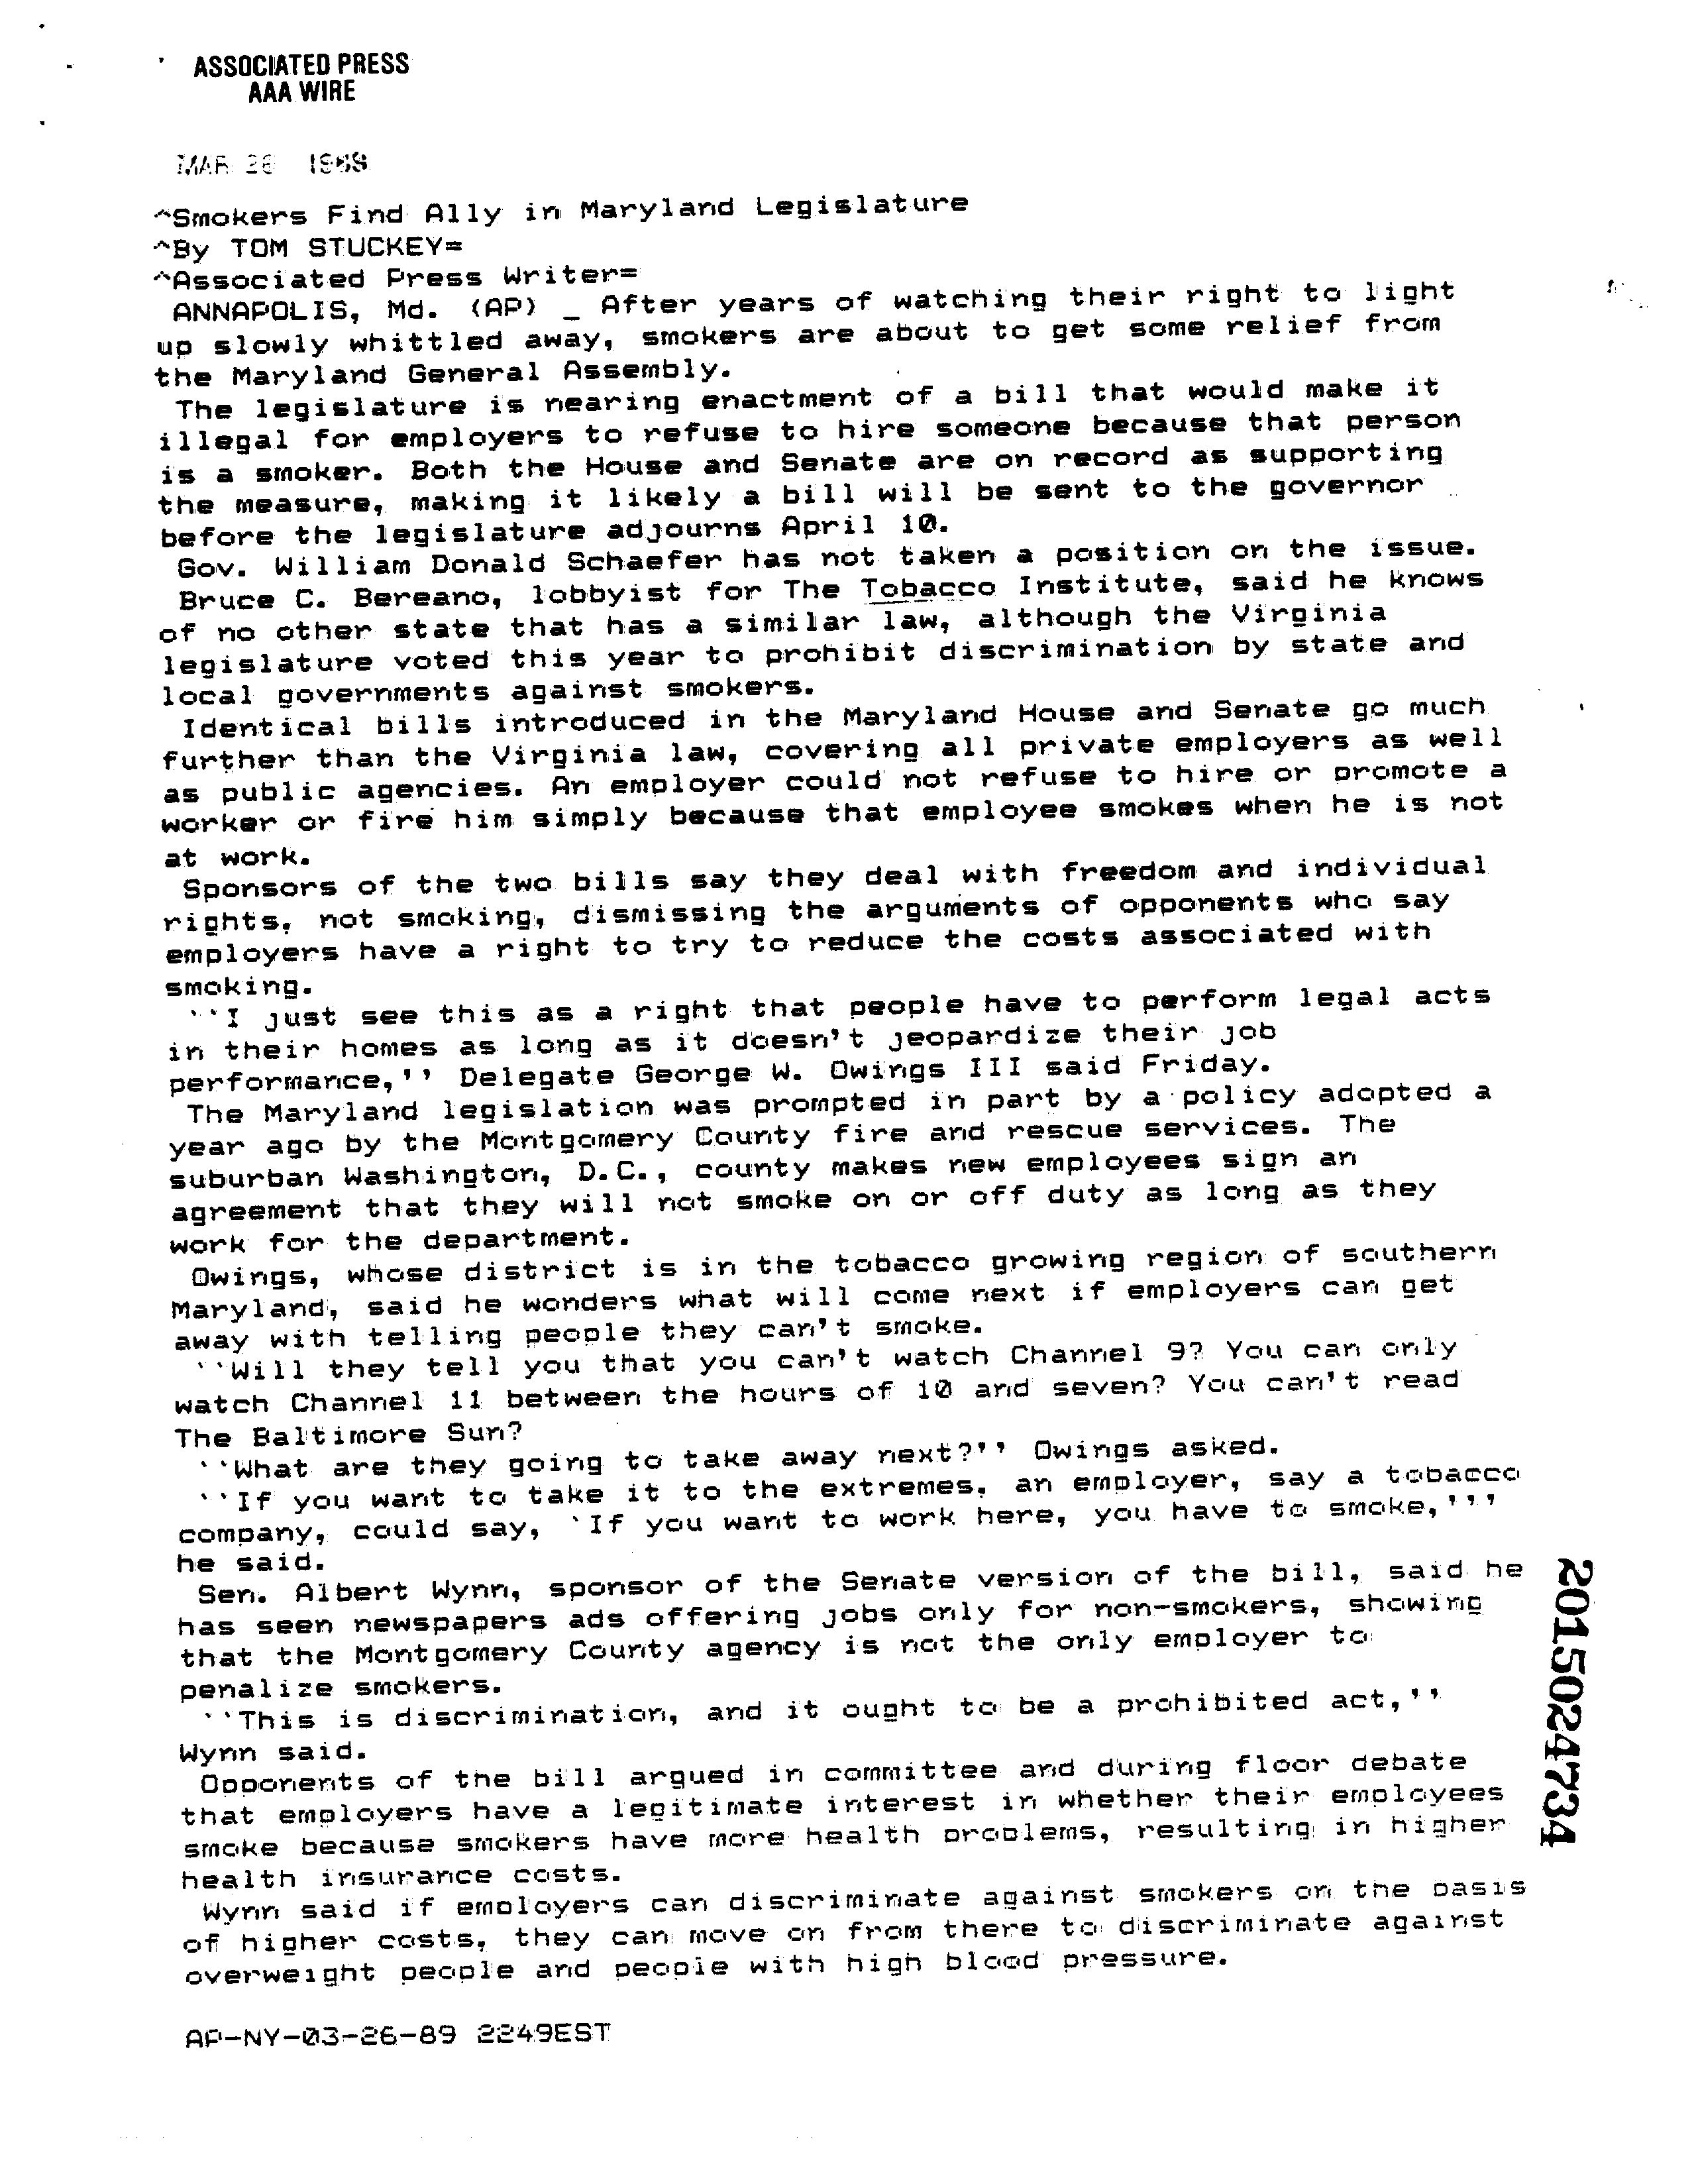 ASSOCIATED PRESS
AAA WIRE
MAR 26
^Smokers Find Ally in Maryland Legislature
^By TOM STUCKEY=
^Associated Press Writer=
ANNAPOLIS, Md. (AP) _ After years of watching their right to light
up slowly whittled away, smokers are about to get some relief from
the Maryland General Assembly.
The legislature is nearing enactment of a bill that would make it
illegal for employers to refuse to hire someone because that person
is a smoker. Both the House and Senate are on record as supporting
the measure, making it likely a bill will be sent to the governor
before the legislature adjourns April 10.
Gov. William Donald Schaefer has not taken a position on the issue.
Bruce C. Bereano, lobbyist for The Tobacco Institute, said he knows
of no other state that has a similar law, although the Virginia
legislature voted this year to prohibit discrimination by state and
local governments against smokers.
Identical bills introduced in the Maryland House and Senate go much
further than the Virginia law, covering all private employers as well
as public agencies. An employer could not refuse to hire or promote a
worker or fire him simply because that employee smokes when he is not
at work.
Sponsors of the two bills say they deal with freedom and individual
rights, not smoking, dismissing the arguments of opponents who say
employers have a right to try to reduce the costs associated with
smoking.
``I just see this as a right that people have to perform legal acts
in their homes as long as it doesn't jeopardize their job
performance,'' Delegate George W. Owings III said Friday.
The Maryland legislation was prompted in part by a policy adopted a
year ago by the Montgomery County fire and rescue services. The
suburban Washington, D.C., county makes new employees sign an
agreement that they will not smoke on or off duty as long as they
work for the department.
Owings, whose district is in the tobacco growing region of southern
Maryland, said he wonders what will come next if employers can get
away with telling people they can't smoke.
``Will they tell you that you can't watch Channel 9? You can only
watch Channel 11 between the hours of 10 and seven? You can't read
The Baltimore Sun?
``What are they going to take away next?'' Owings asked.
``If you want to take it to the extremes, an employer, say a tobacco
company, could say, `If you want to work here, you have to smoke,'''
he said.
Sen. Albert Wynn, sponsor of the Senate version of the bill, said he
has seen newspapers ads offering jobs only for non-smokers, showing
that the Montgomery County agency is not the only employer to
penalize smokers.
``This is discrimination, and it ought to be a prohibited act,''
Wynn said.
Opponents of the bill argued in committee and during floor debate
that employers have a legitimate interest in whether their employees
smoke because smokers have more health problems, resulting in higher
health insurance costs.
Wynn said if employers can discriminate against smokers on the basis
of higher costs, they can move on from there to discriminate against
overweight people and people with high blood pressure.
AP-NY-03-26-89 2249EST
2015024734